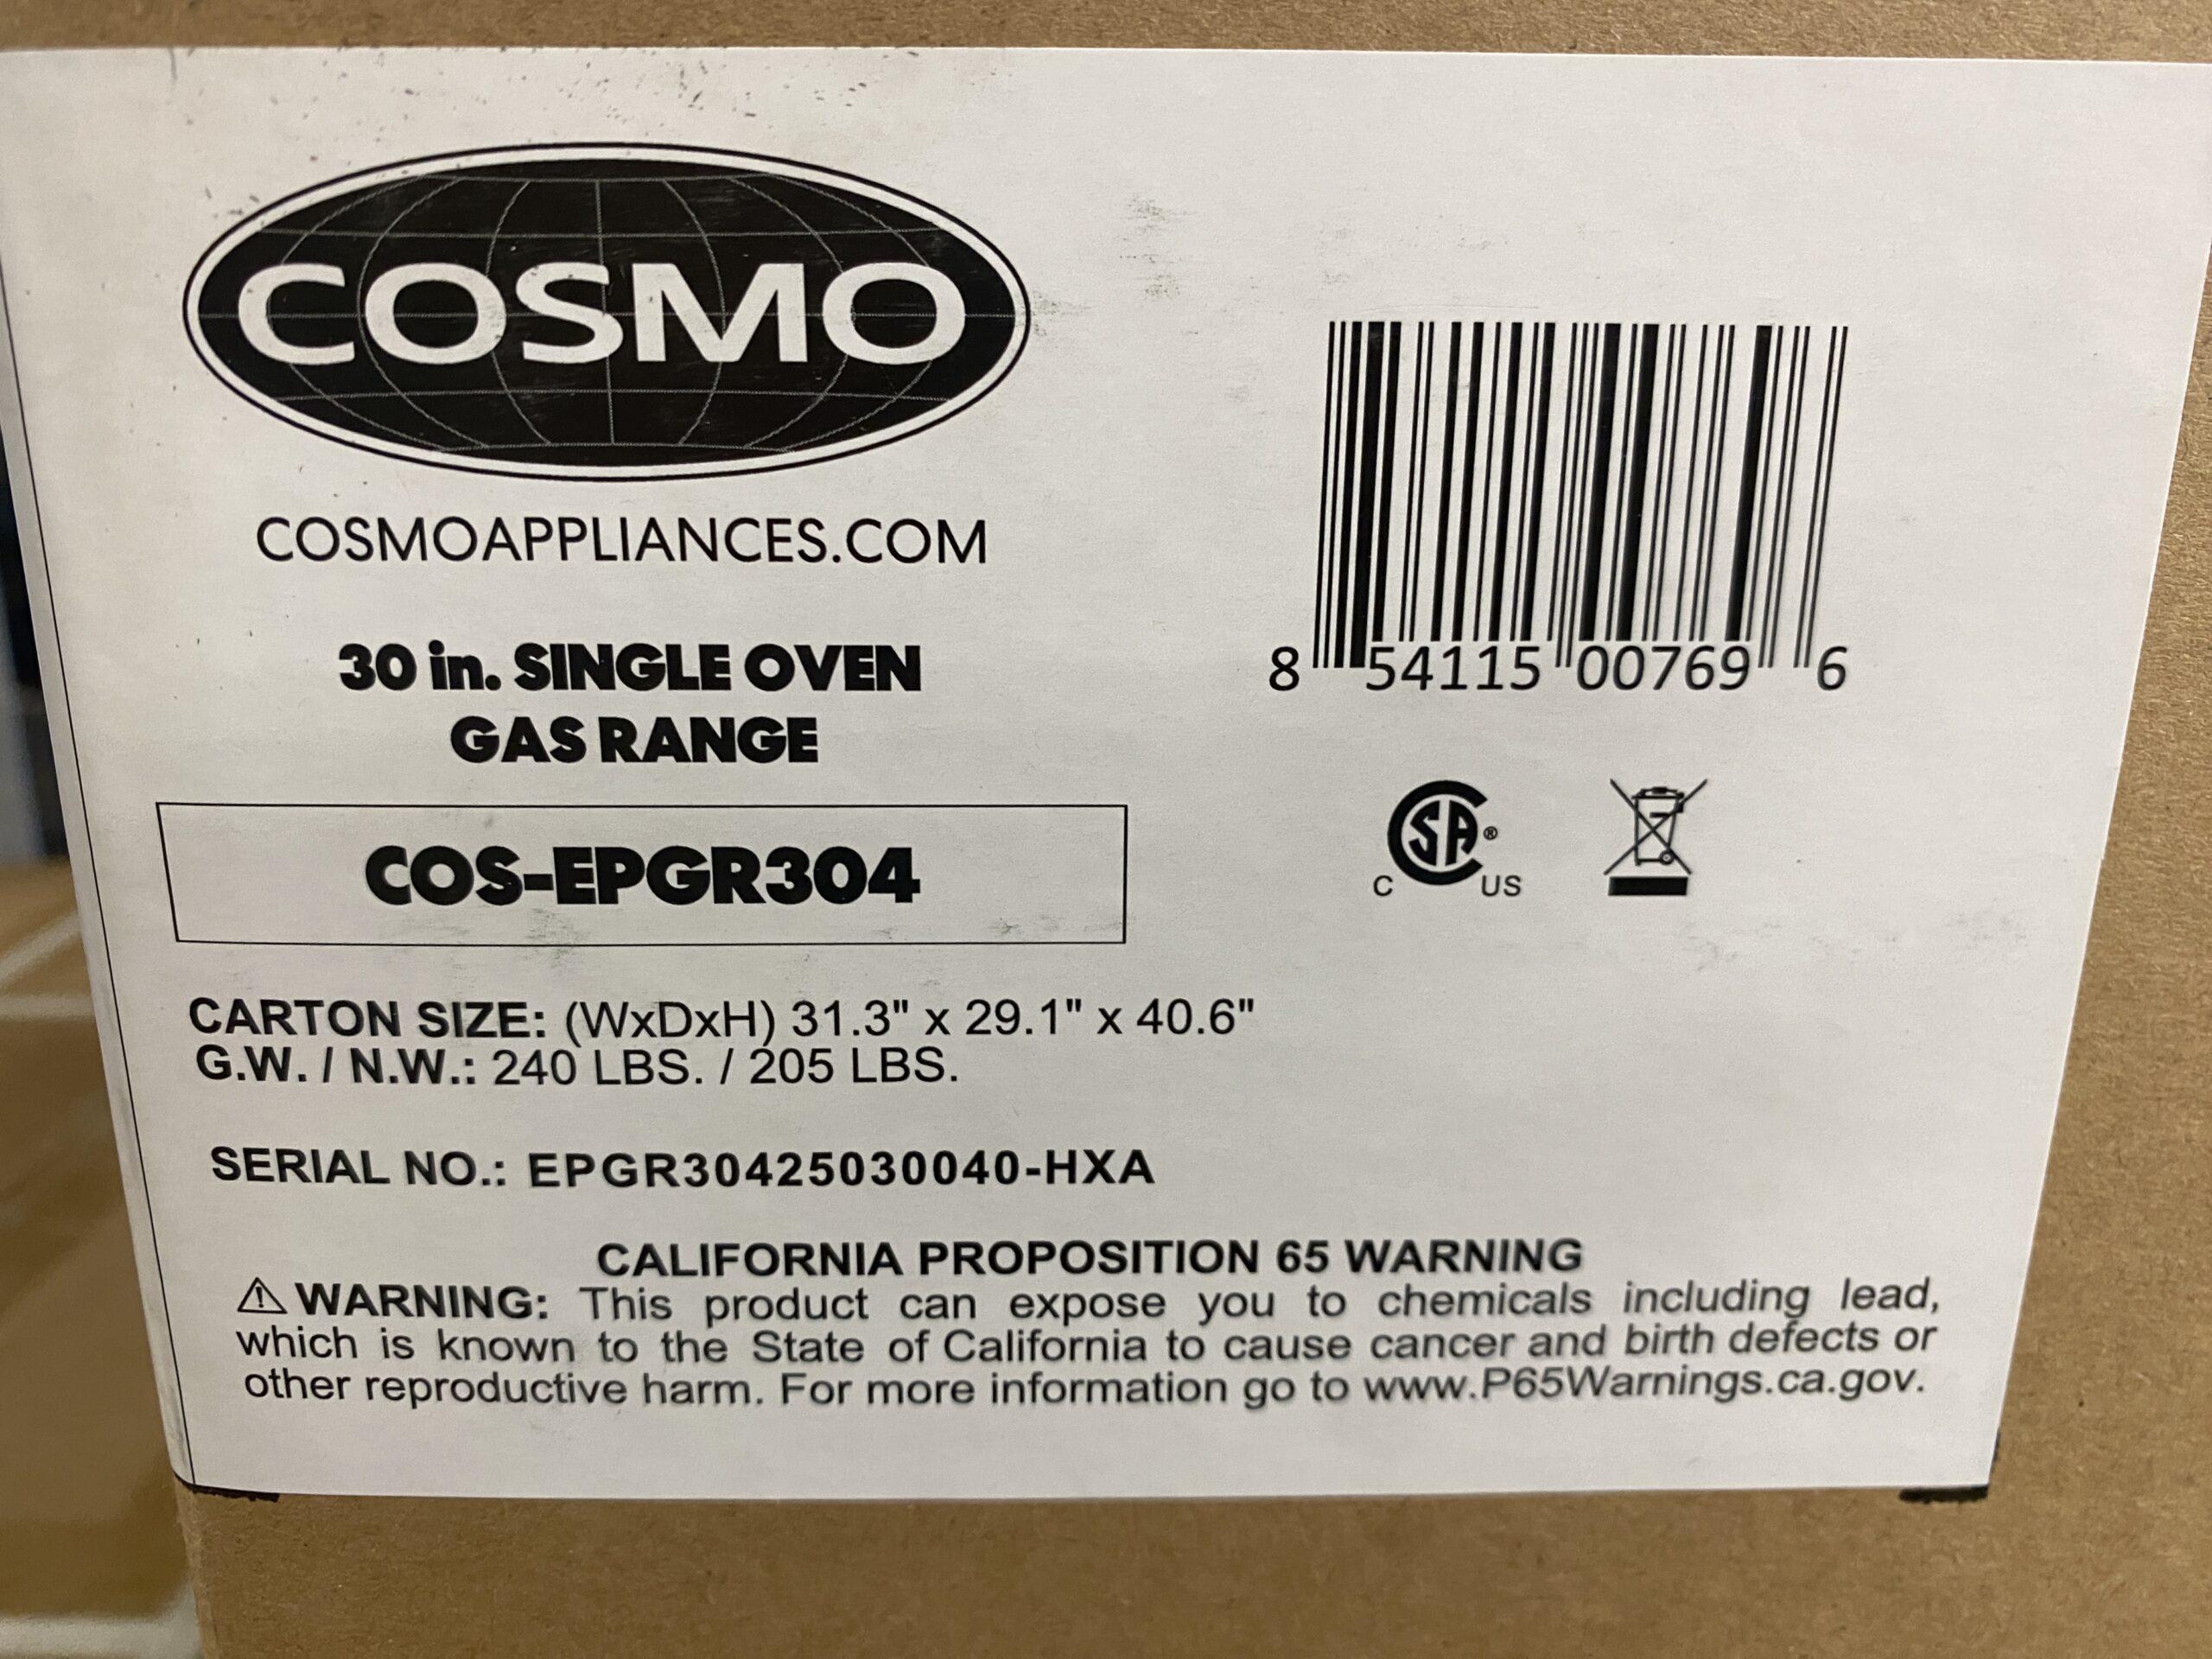 COSMO
COSMOAPPLIANCES.COM
30 in. SINGLE OVEN
GAS RANGE
COS-EPGR304
8 54115 00769 6
CSA®
C US
CARTON SIZE: (WxDxH) 31.3" x 29.1" x 40.6"
G.W. / N.W.: 240 LBS. / 205 LBS.
SERIAL NO.: EPGR30425030040-HXA
CALIFORNIA PROPOSITION 65 WARNING
⚠ WARNING: This product can expose you to chemicals including lead,
which is known to the State of California to cause cancer and birth defects or
other reproductive harm. For more information go to www.P65Warnings.ca.gov.